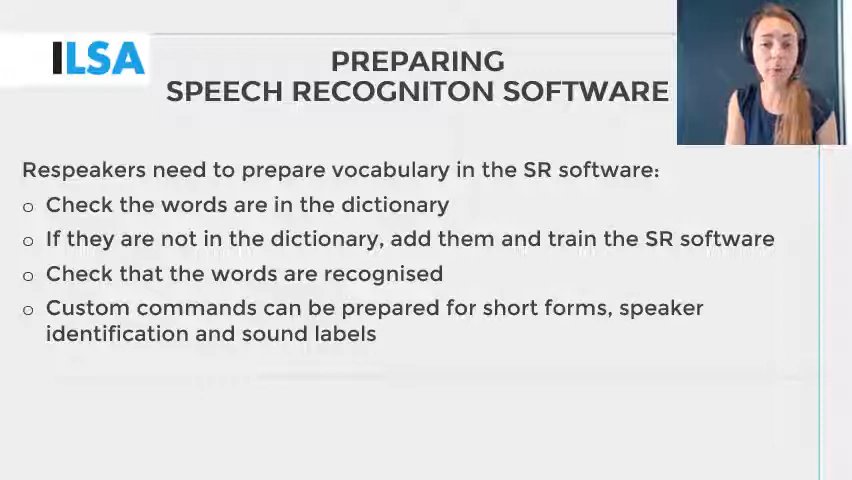 ILSA
PREPARING
SPEECH RECOGNITON SOFTWARE
Respeakers need to prepare vocabulary in the SR software:
o Check the words are in the dictionary
o If they are not in the dictionary, add them and train the SR software
o Check that the words are recognised
o Custom commands can be prepared for short forms, speaker
identification and sound labels